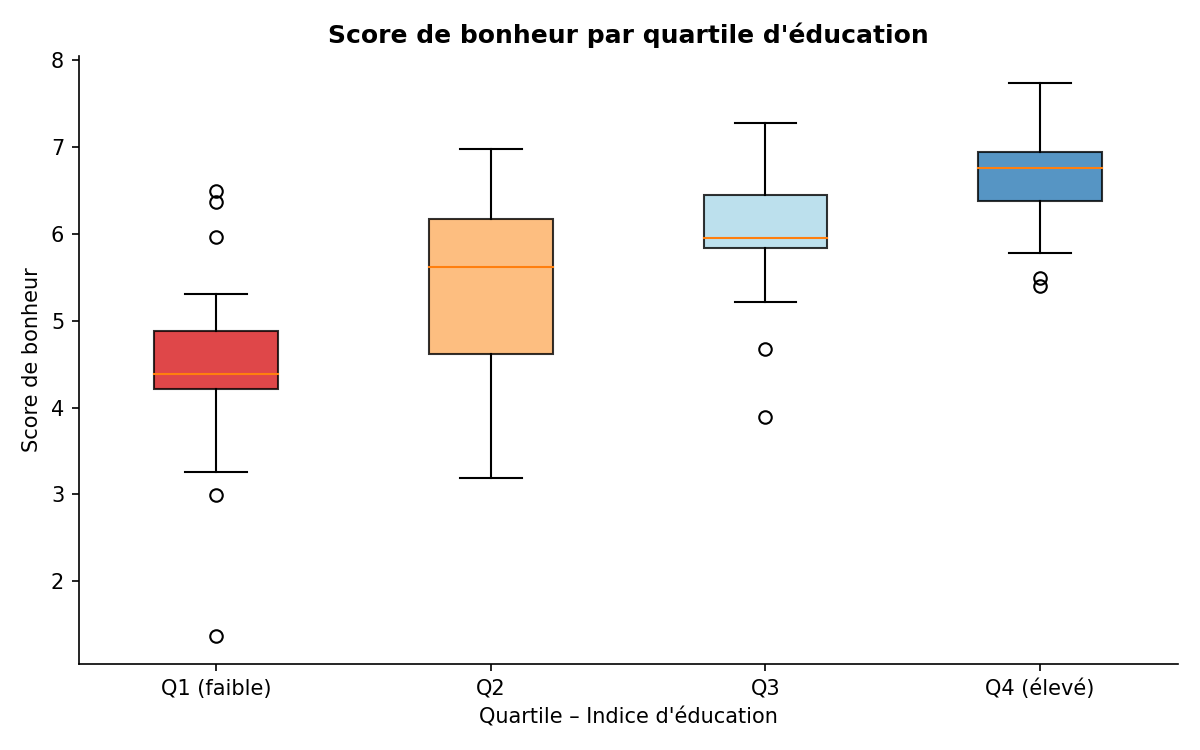 Score de bonheur par quartile d'éducation
Score de bonheur
8
7
6
5
4
3
2
Q1 (faible)
Q2
Q3
Q4 (élevé)
Quartile – Indice d'éducation